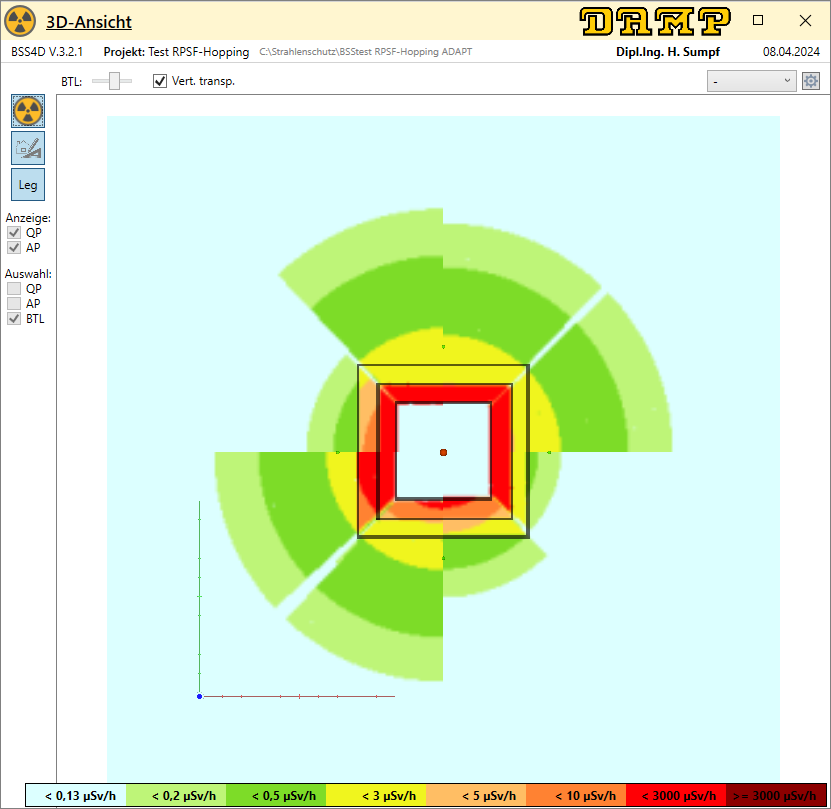 3D-Ansicht
DAMP
BSS4D V.3.2.1 Projekt: Test RPSF-Hopping C:\Strahlenschutz\BSStest RPSF-Hopping ADAPT Dipl.Ing. H. Sumpf 08.04.2024
BTL: Vert. transp. -
Leg
Anzeige:
QP
AP
Auswahl:
QP
AP
BTL
< 0,13 µSv/h < 0,2 µSv/h < 0,5 µSv/h < 3 µSv/h < 5 µSv/h < 10 µSv/h < 3000 µSv/h >= 3000 µSv/h